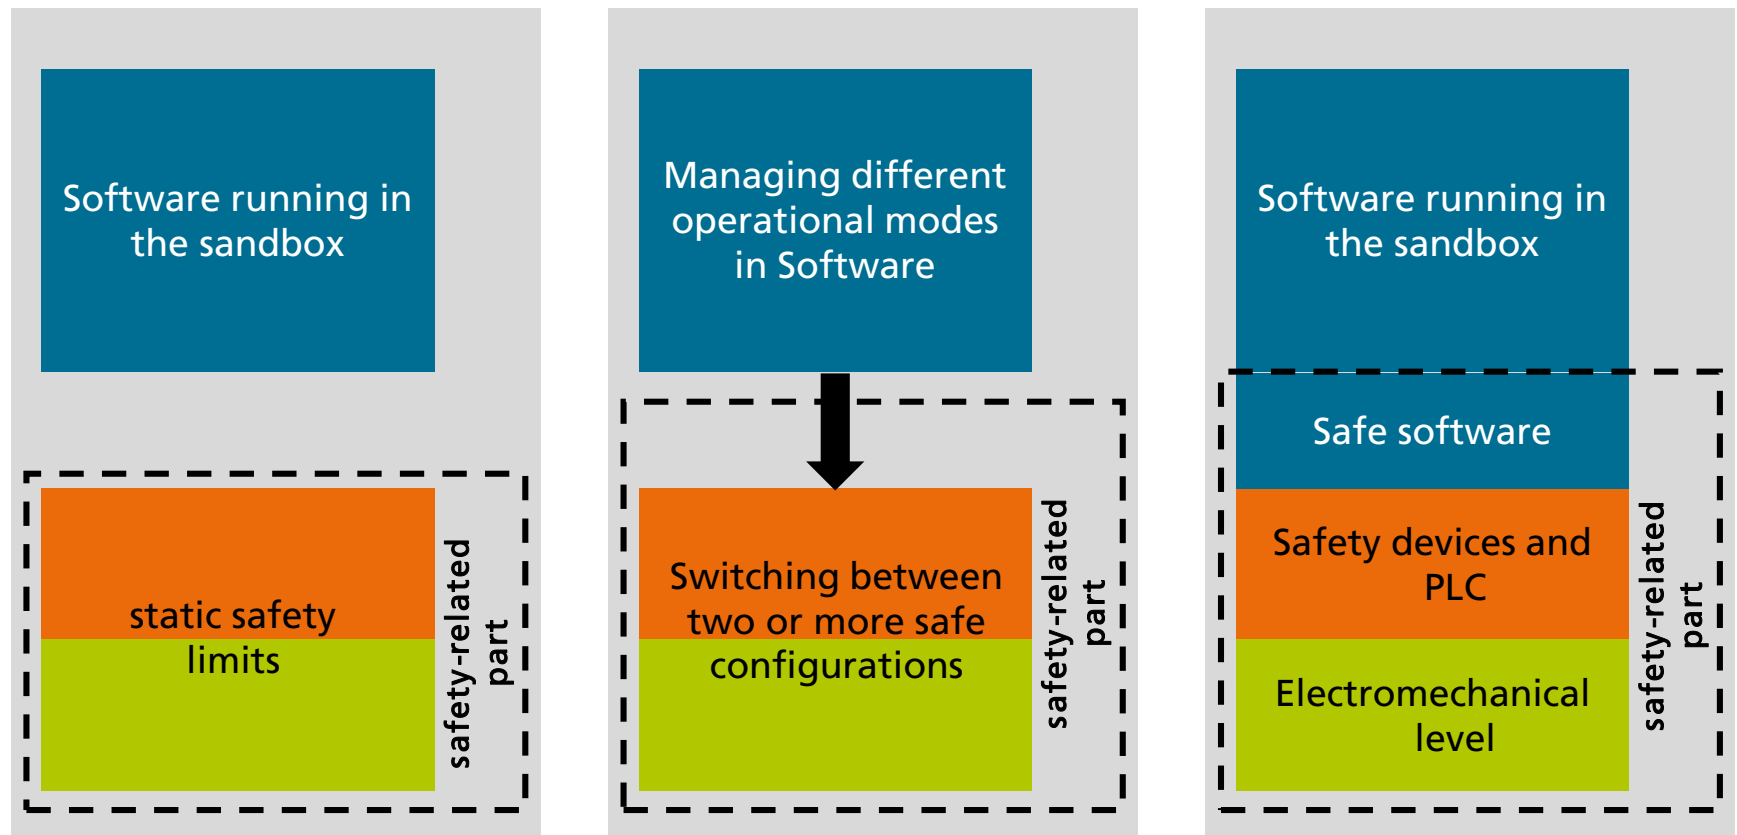 Software running in
the sandbox
static safety
limits
safety-related
part
Managing different
operational modes
in Software
Switching between
two or more safe
configurations
safety-related
part
Software running in
the sandbox
Safe software
Safety devices and
PLC
Electromechanical
level
safety-related
part